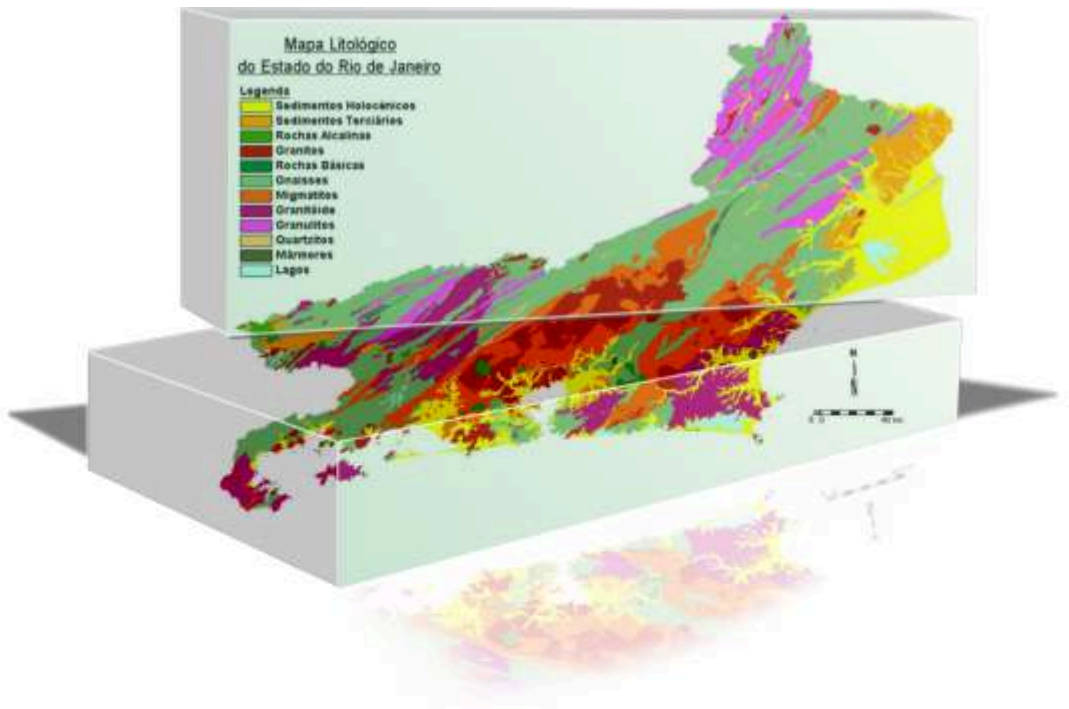 Mapa Litológico
do Estado do Rio de Janeiro
Legenda
Sedimentos Holocênicos
Sedimentos Terciários
Rochas Alcalinas
Granitos
Rochas Básicas
Gnaisses
Migmatitos
Granitóide
Granulitos
Quartzitos
Mármores
Lagos
N